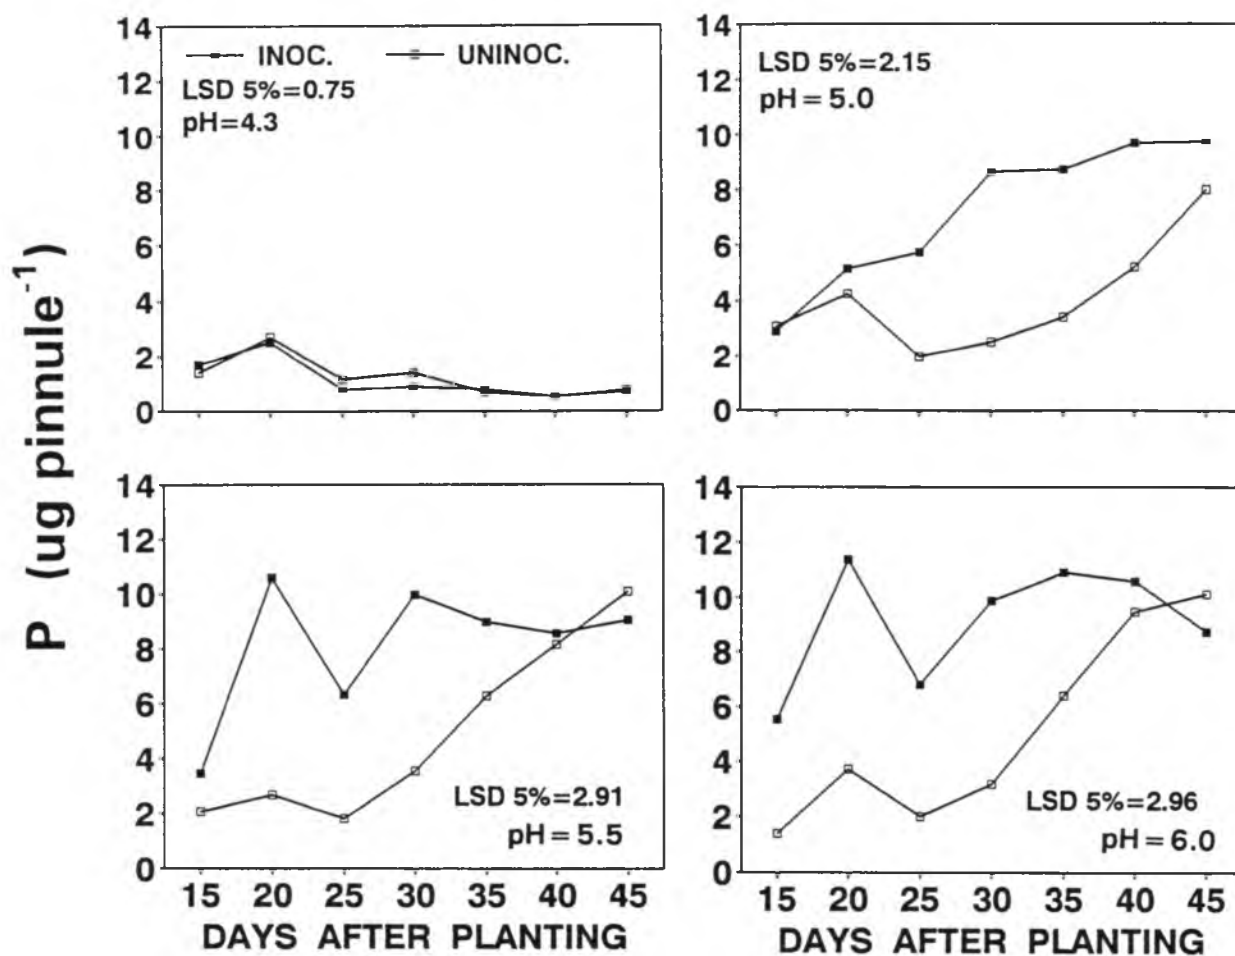 P (ug pinnule-1)
14
12
10
8
6
4
2
0
INOC. UNINOC.
LSD 5%=0.75
pH=4.3
14
12
10
8
6
4
2
0
LSD 5%=2.15
pH=5.0
14
12
10
8
6
4
2
0
LSD 5%=2.91
pH=5.5
15 20 25 30 35 40 45
DAYS AFTER PLANTING
14
12
10
8
6
4
2
0
LSD 5%=2.96
pH=6.0
15 20 25 30 35 40 45
DAYS AFTER PLANTING